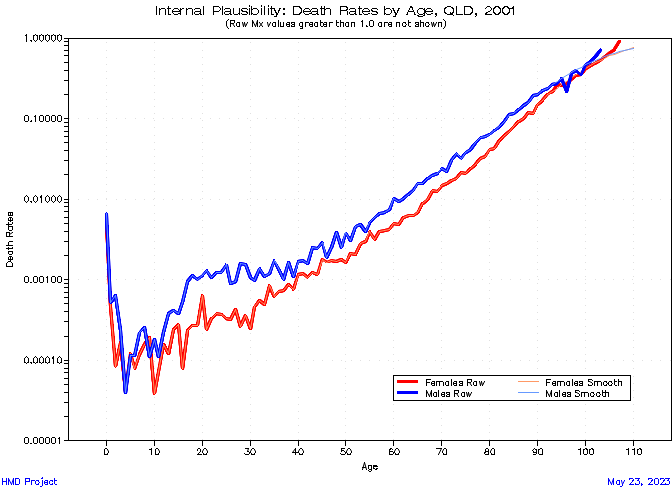 Internal Plausibility: Death Rates by Age, QLD, 2001
(Raw Mx values greater than 1.0 are not shown)
1.00000
0.10000
0.01000
0.00100
0.00010
0.00001
Death Rates
0 10 20 30 40 50 60 70 80 90 100 110
Age
Females Raw Females Smooth
Males Raw Males Smooth
HMD Project May 23, 2023